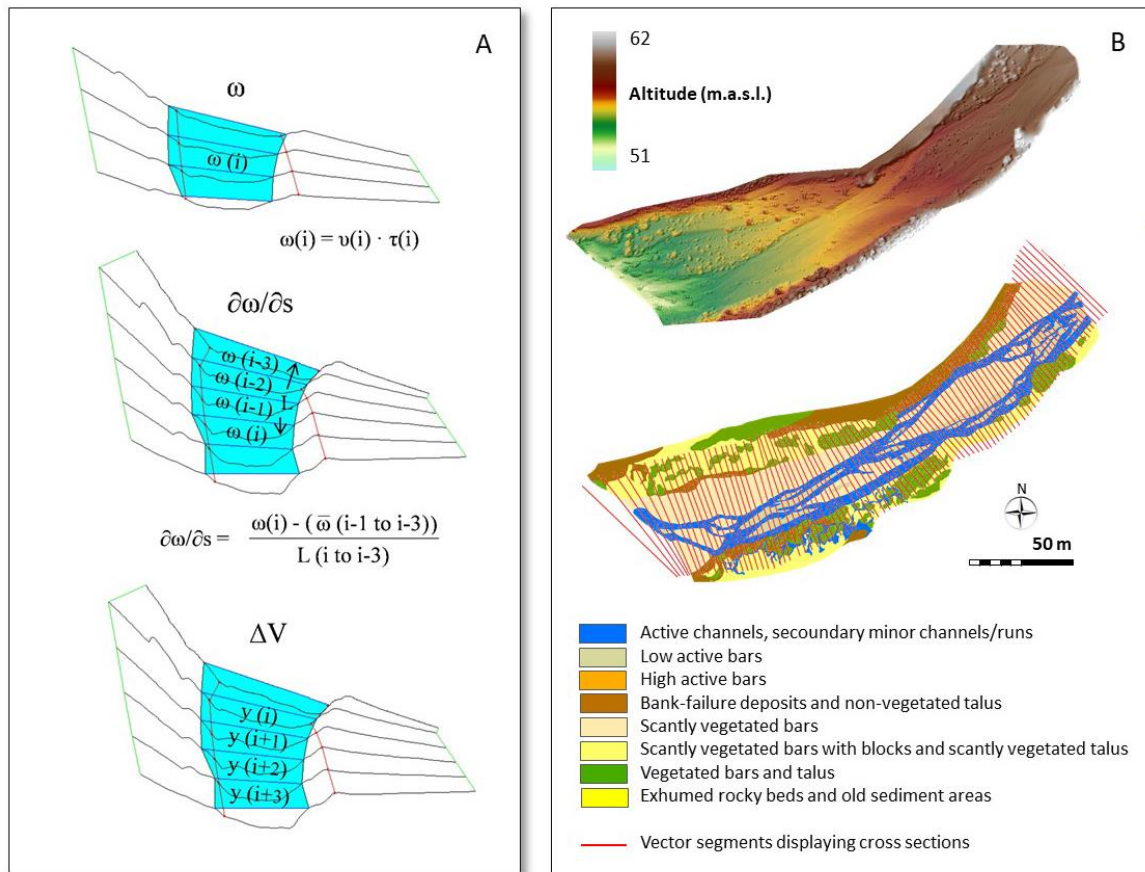 A
ω
ω (i)
ω(i) = υ(i) · τ(i)
∂ω/∂s
ω (i-3)
ω (i-2)
ω (i-1)
L
ω (i)
∂ω/∂s = ω(i) - (ω̅ (i-1 to i-3))
L (i to i-3)
ΔV
y (i)
y (i+1)
y (i+2)
y (i+3)
B
62
Altitude (m.a.s.l.)
51
N
50 m
Active channels, secoundary minor channels/runs
Low active bars
High active bars
Bank-failure deposits and non-vegetated talus
Scantly vegetated bars
Scantly vegetated bars with blocks and scantly vegetated talus
Vegetated bars and talus
Exhumed rocky beds and old sediment areas
Vector segments displaying cross sections